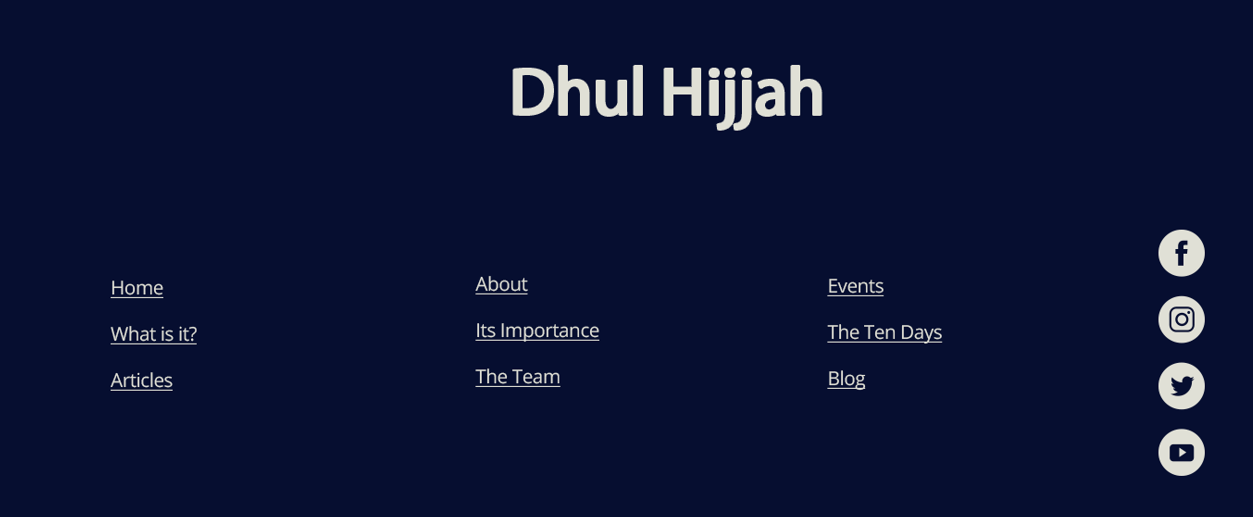 Dhul Hijjah
Home
What is it?
Articles
About
Its Importance
The Team
Events
The Ten Days
Blog